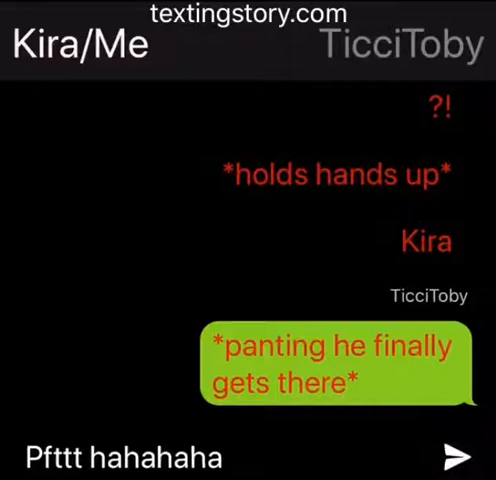 textingstory.com
Kira/Me
TicciToby
?!
*holds hands up*
Kira
TicciToby
*panting he finally
gets there*
Pfttt hahahaha